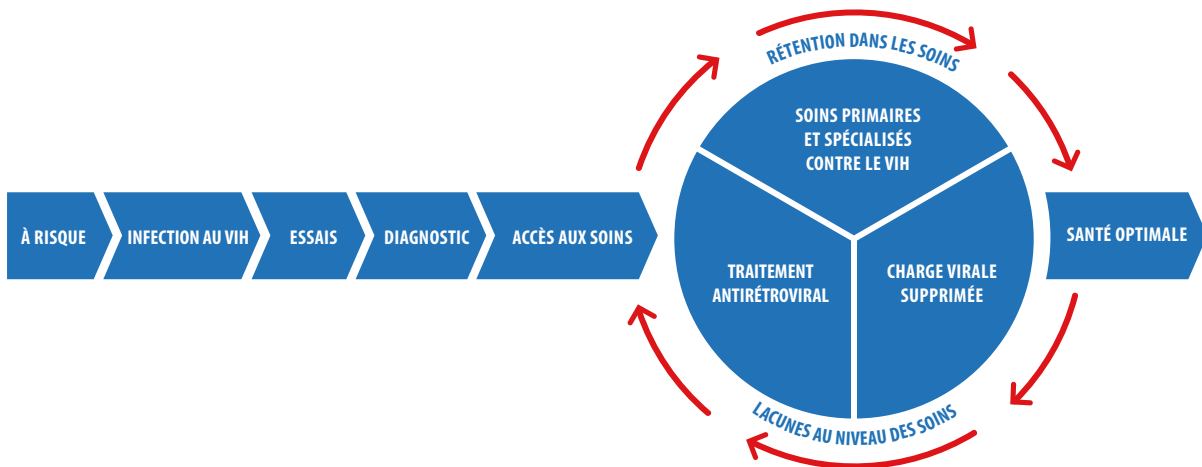 À RISQUE
INFECTION AU VIH
ESSAIS
DIAGNOSTIC
ACCÈS AUX SOINS
RÉTENTION DANS LES SOINS
SOINS PRIMAIRES
ET SPÉCIALISÉS
CONTRE LE VIH
TRAITEMENT
ANTIRÉTROVIRAL
CHARGE VIRALE
SUPPRIMÉE
LACUNES AU NIVEAU DES SOINS
SANTÉ OPTIMALE